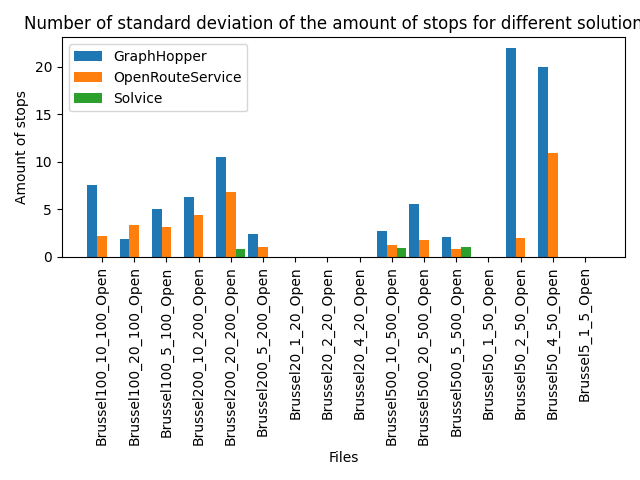 Number of standard deviation of the amount of stops for different solution
GraphHopper
OpenRouteService
Solvice
Amount of stops
20
15
10
5
0
Brussel100_10_100_Open
Brussel100_20_100_Open
Brussel100_5_100_Open
Brussel200_10_200_Open
Brussel200_20_200_Open
Brussel200_5_200_Open
Brussel20_1_20_Open
Brussel20_2_20_Open
Brussel20_4_20_Open
Brussel500_10_500_Open
Brussel500_20_500_Open
Brussel500_5_500_Open
Brussel50_1_50_Open
Brussel50_2_50_Open
Brussel50_4_50_Open
Brussel5_1_5_Open
Files